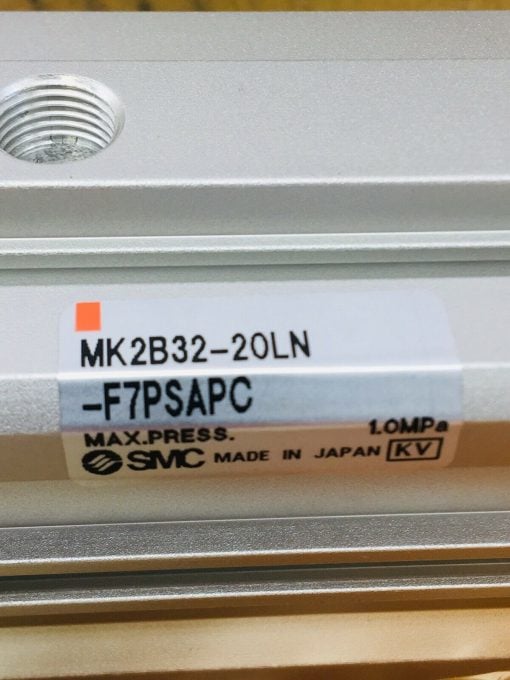 MK2B32-20LN
-F7PSAPC
MAX.PRESS. 1.0MPa
SMC MADE IN JAPAN KV